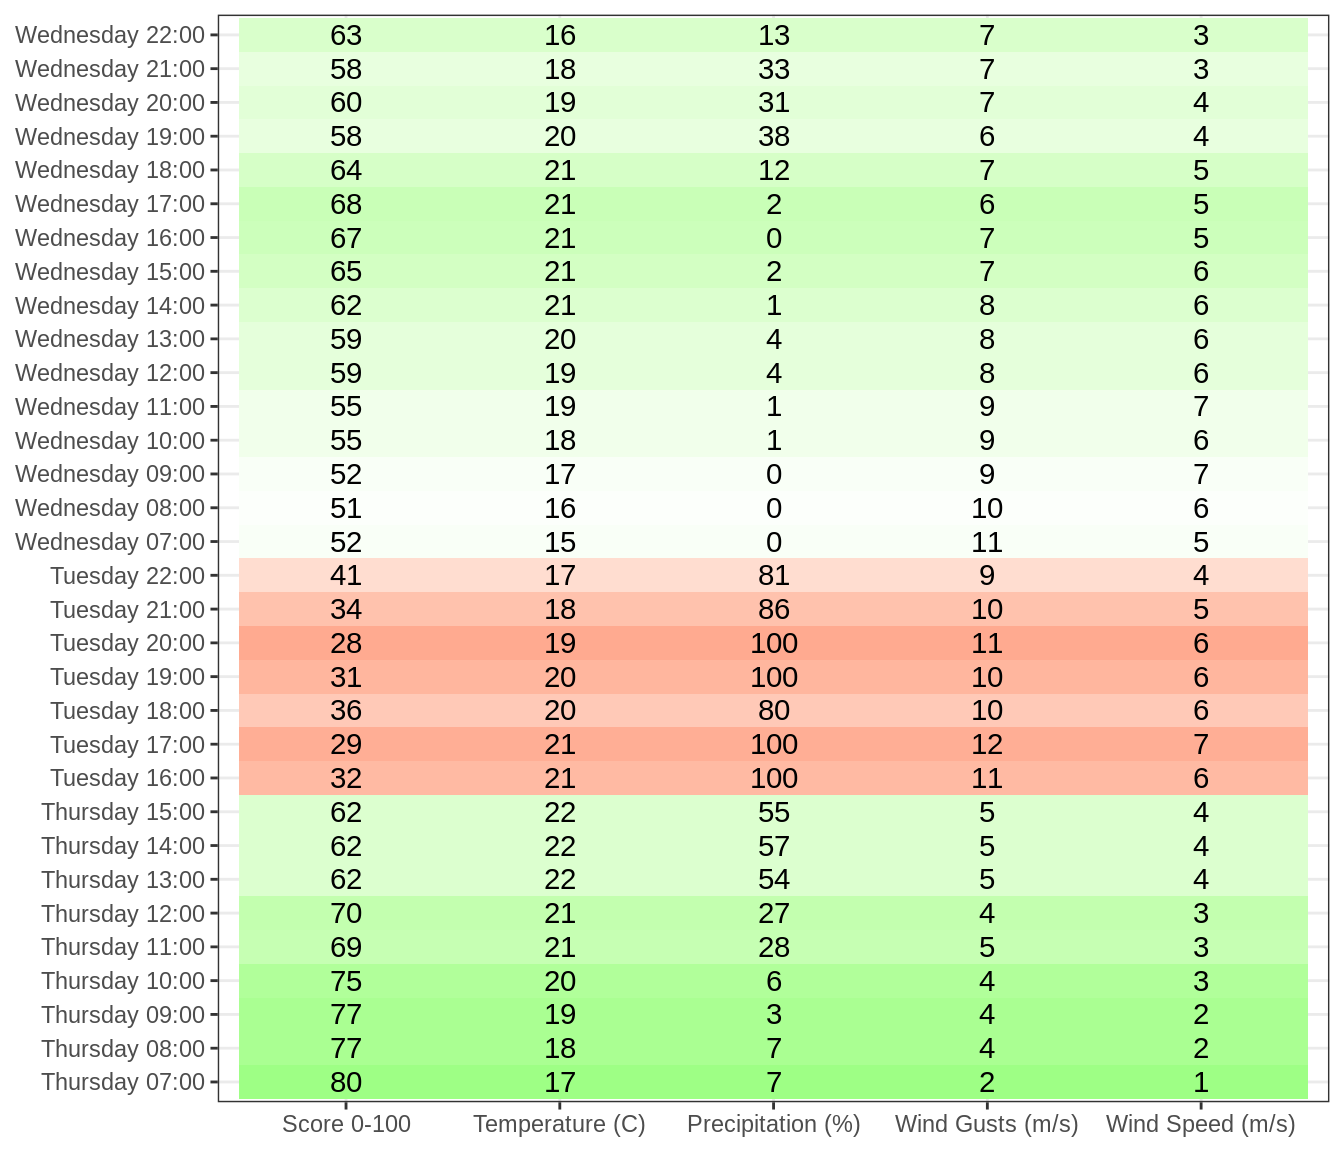 Wednesday 22:00 63 16 13 7 3
Wednesday 21:00 58 18 33 7 3
Wednesday 20:00 60 19 31 7 4
Wednesday 19:00 58 20 38 6 4
Wednesday 18:00 64 21 12 7 5
Wednesday 17:00 68 21 2 6 5
Wednesday 16:00 67 21 0 7 5
Wednesday 15:00 65 21 2 7 6
Wednesday 14:00 62 21 1 8 6
Wednesday 13:00 59 20 4 8 6
Wednesday 12:00 59 19 4 8 6
Wednesday 11:00 55 19 1 9 7
Wednesday 10:00 55 18 1 9 6
Wednesday 09:00 52 17 0 9 7
Wednesday 08:00 51 16 0 10 6
Wednesday 07:00 52 15 0 11 5
Tuesday 22:00 41 17 81 9 4
Tuesday 21:00 34 18 86 10 5
Tuesday 20:00 28 19 100 11 6
Tuesday 19:00 31 20 100 10 6
Tuesday 18:00 36 20 80 10 6
Tuesday 17:00 29 21 100 12 7
Tuesday 16:00 32 21 100 11 6
Thursday 15:00 62 22 55 5 4
Thursday 14:00 62 22 57 5 4
Thursday 13:00 62 22 54 5 4
Thursday 12:00 70 21 27 4 3
Thursday 11:00 69 21 28 5 3
Thursday 10:00 75 20 6 4 3
Thursday 09:00 77 19 3 4 2
Thursday 08:00 77 18 7 4 2
Thursday 07:00 80 17 7 2 1
Score 0-100 Temperature (C) Precipitation (%) Wind Gusts (m/s) Wind Speed (m/s)